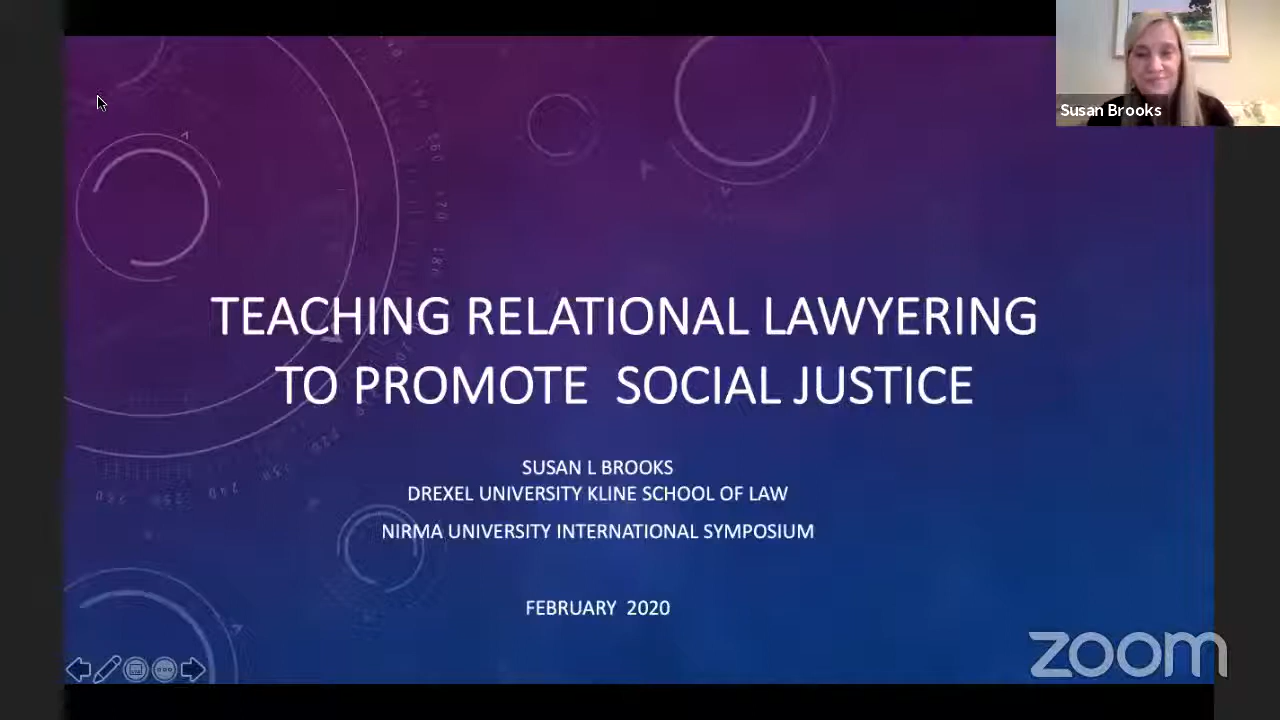 Susan Brooks
TEACHING RELATIONAL LAWYERING
TO PROMOTE SOCIAL JUSTICE
SUSAN L BROOKS
DREXEL UNIVERSITY KLINE SCHOOL OF LAW
NIRMA UNIVERSITY INTERNATIONAL SYMPOSIUM
FEBRUARY 2020
zoom